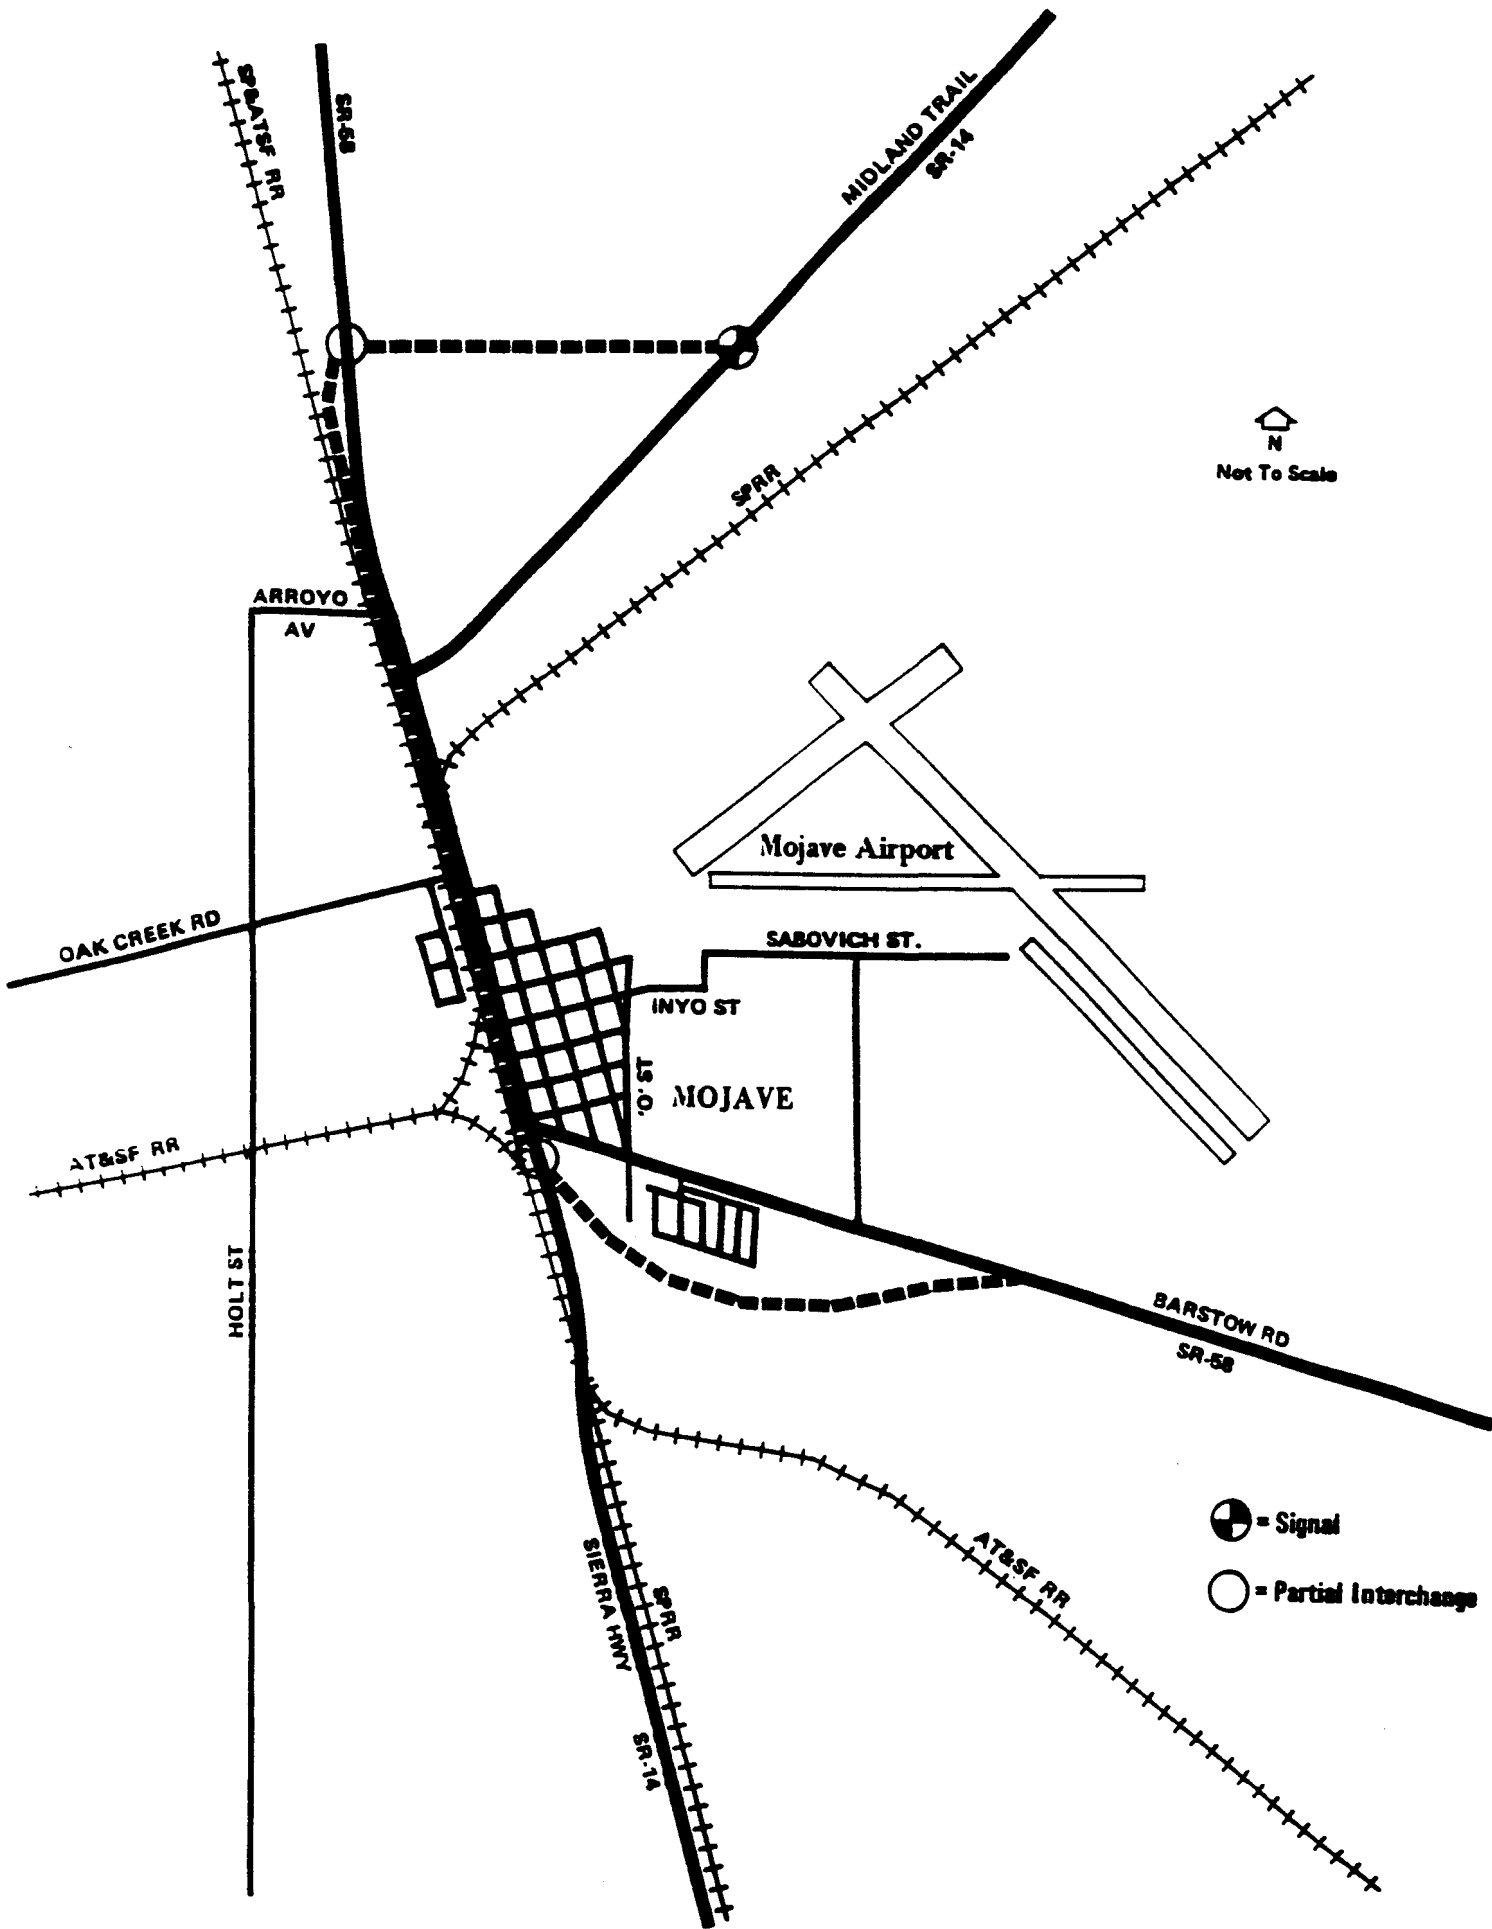 SP&ATSF RR
SR-58
MIDLAND TRAIL
SR-14
SPRR
N
Not To Scale
ARROYO
AV
Mojave Airport
OAK CREEK RD
SABOVICH ST.
INYO ST
'O' ST
MOJAVE
AT&SF RR
HOLT ST
BARSTOW RD
SR-58
= Signal
= Partial Interchange
SIERRA HWY
SPRR
AT&SF RR
SR-14